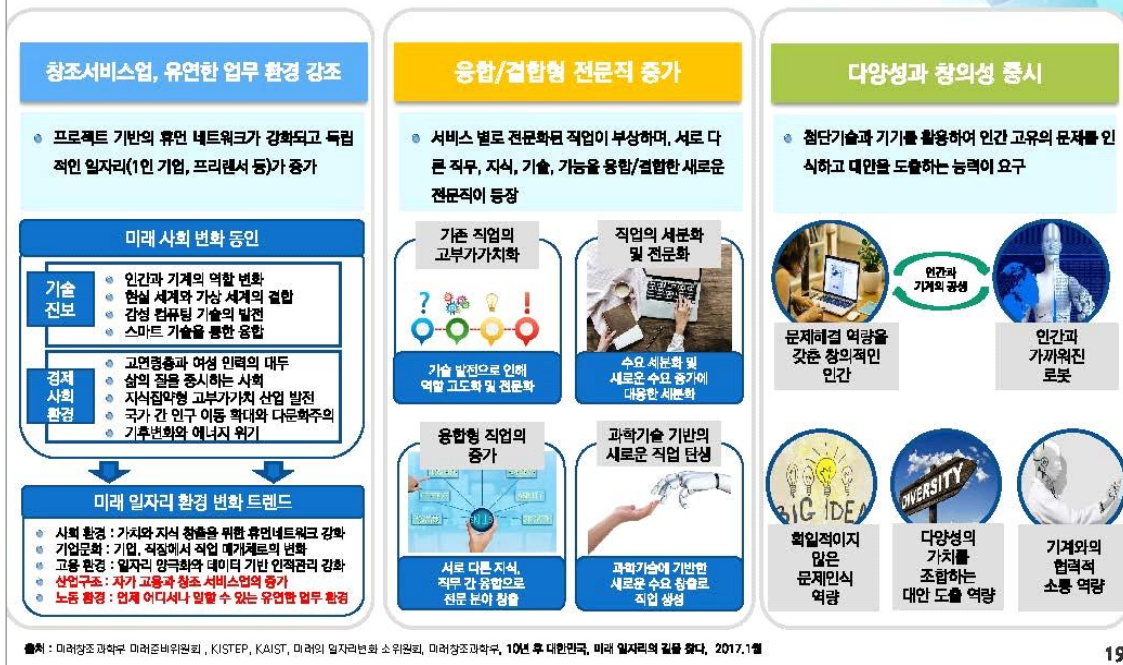 창조서비스업, 유연한 업무 환경 강조
프로젝트 기반의 휴먼 네트워크가 강화되고 독립
적인 일자리(1인 기업, 프리랜서 등)가 증가
미래 사회 변화 동인
기술
진보
인간과 기계의 역할 변화
현실 세계와 가상 세계의 결합
감성 컴퓨팅 기술의 발전
스마트 기술을 통한 융합
경제
사회
환경
고연령층과 여성 인력의 대두
삶의 질을 중시하는 사회
지식집약형 고부가가치 산업 발전
국가 간 인구 이동 확대와 다문화주의
기후변화와 에너지 위기
미래 일자리 환경 변화 트렌드
사회 환경 : 가치와 지식 창출을 위한 휴먼네트워크 강화
기업문화 : 기업, 직장에서 직업 매개체로의 변화
고용 환경 : 일자리 양극화와 데이터 기반 인적관리 강화
산업구조 : 자기 고용과 창조 서비스업의 증가
노동 환경 : 언제 어디서나 일할 수 있는 유연한 업무 환경
융합/결합형 전문직 증가
서비스 별로 전문화된 직업이 부상하며, 서로 다
른 직무, 지식, 기술, 기능을 융합/결합한 새로운
전문직이 등장
기존 직업의
고부가가치화
?
!
기술 발전으로 인해
역할 고도화 및 전문화
직업의 세분화
및 전문화
수요 세분화 및
새로운 수요 증가에
대응한 세분화
융합형 직업의
증가
서로 다른 지식,
직무 간 융합으로
전문 분야 창출
과학기술 기반의
새로운 직업 탄생
과학기술에 기반한
새로운 수요 창출로
직업 생성
다양성과 창의성 중시
첨단기술과 기기를 활용하여 인간 고유의 문제를 인
식하고 대안을 도출하는 능력이 요구
인간과
기계의 공생
문제해결 역량을
갖춘 창의적인
인간
인간과
가까워진
로봇
BIG IDEA
획일적이지
않은
문제인식
역량
DIVERSITY
다양성의
가치를
조합하는
대안 도출 역량
기계와의
협력적
소통 역량
출처 : 미래창조과학부 미래준비위원회, KISTEP, KAIST, 미래의 일자리변화 소위원회, 미래창조과학부, 10년 후 대한민국, 미래 일자리의 길을 찾다, 2017.1월
19